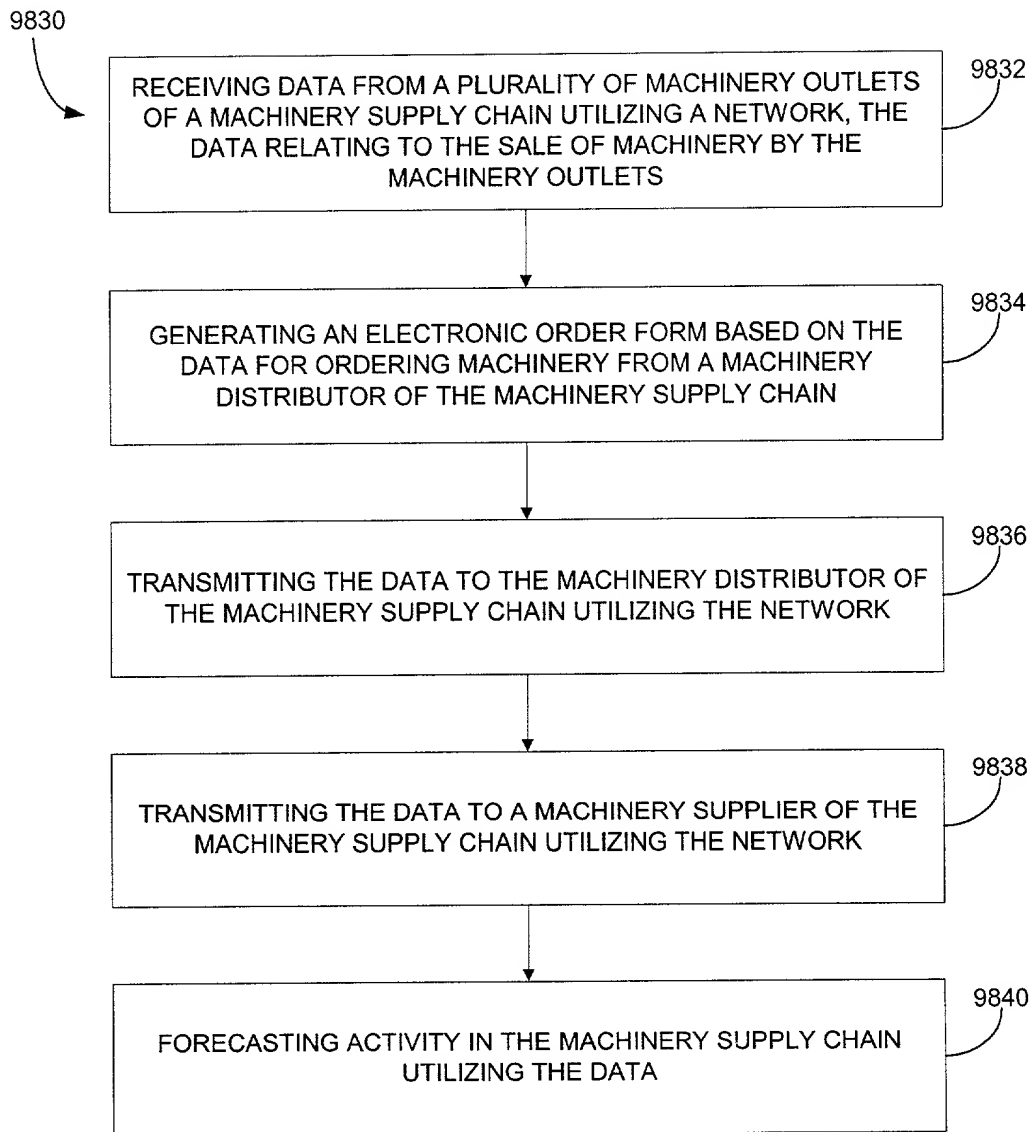 9830
9832
RECEIVING DATA FROM A PLURALITY OF MACHINERY OUTLETS
OF A MACHINERY SUPPLY CHAIN UTILIZING A NETWORK, THE
DATA RELATING TO THE SALE OF MACHINERY BY THE
MACHINERY OUTLETS
9834
GENERATING AN ELECTRONIC ORDER FORM BASED ON THE
DATA FOR ORDERING MACHINERY FROM A MACHINERY
DISTRIBUTOR OF THE MACHINERY SUPPLY CHAIN
9836
TRANSMITTING THE DATA TO THE MACHINERY DISTRIBUTOR OF
THE MACHINERY SUPPLY CHAIN UTILIZING THE NETWORK
9838
TRANSMITTING THE DATA TO A MACHINERY SUPPLIER OF THE
MACHINERY SUPPLY CHAIN UTILIZING THE NETWORK
9840
FORECASTING ACTIVITY IN THE MACHINERY SUPPLY CHAIN
UTILIZING THE DATA